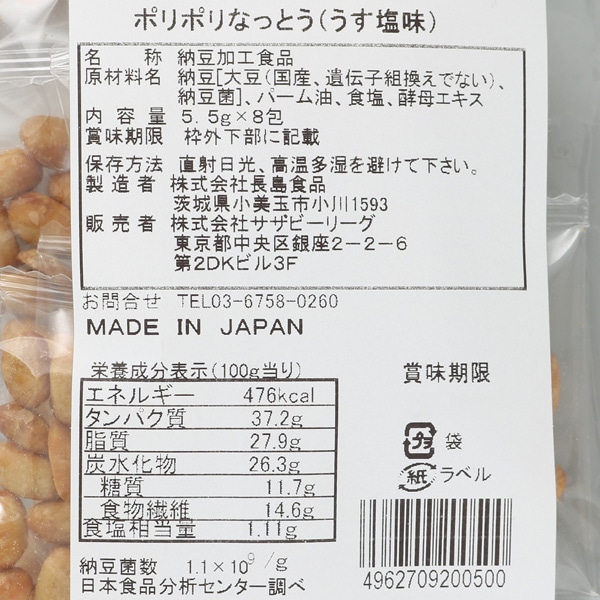 ポリポリなっとう(うす塩味)
名 称 納豆加工食品
原材料名 納豆[大豆(国産、遺伝子組換えでない)、
納豆菌]、パーム油、食塩、酵母エキス
内 容 量 5.5g×8包
賞味期限 枠外下部に記載
保存方法 直射日光、高温多湿を避けて下さい。
製 造 者 株式会社長島食品
茨城県小美玉市小川1593
販 売 者 株式会社サザビーリーグ
東京都中央区銀座2-2-6
第2DKビル3F
お問合せ TEL03-6758-0260
MADE IN JAPAN
栄養成分表示(100g当り)
エネルギー 476kcal
タンパク質 37.2g
脂質 27.9g
炭水化物 26.3g
糖質 11.7g
食物繊維 14.6g
食塩相当量 1.11g
納豆菌数 1.1×10⁹/g
日本食品分析センター調べ
賞味期限
プラ 袋
紙 ラベル
4962709200500